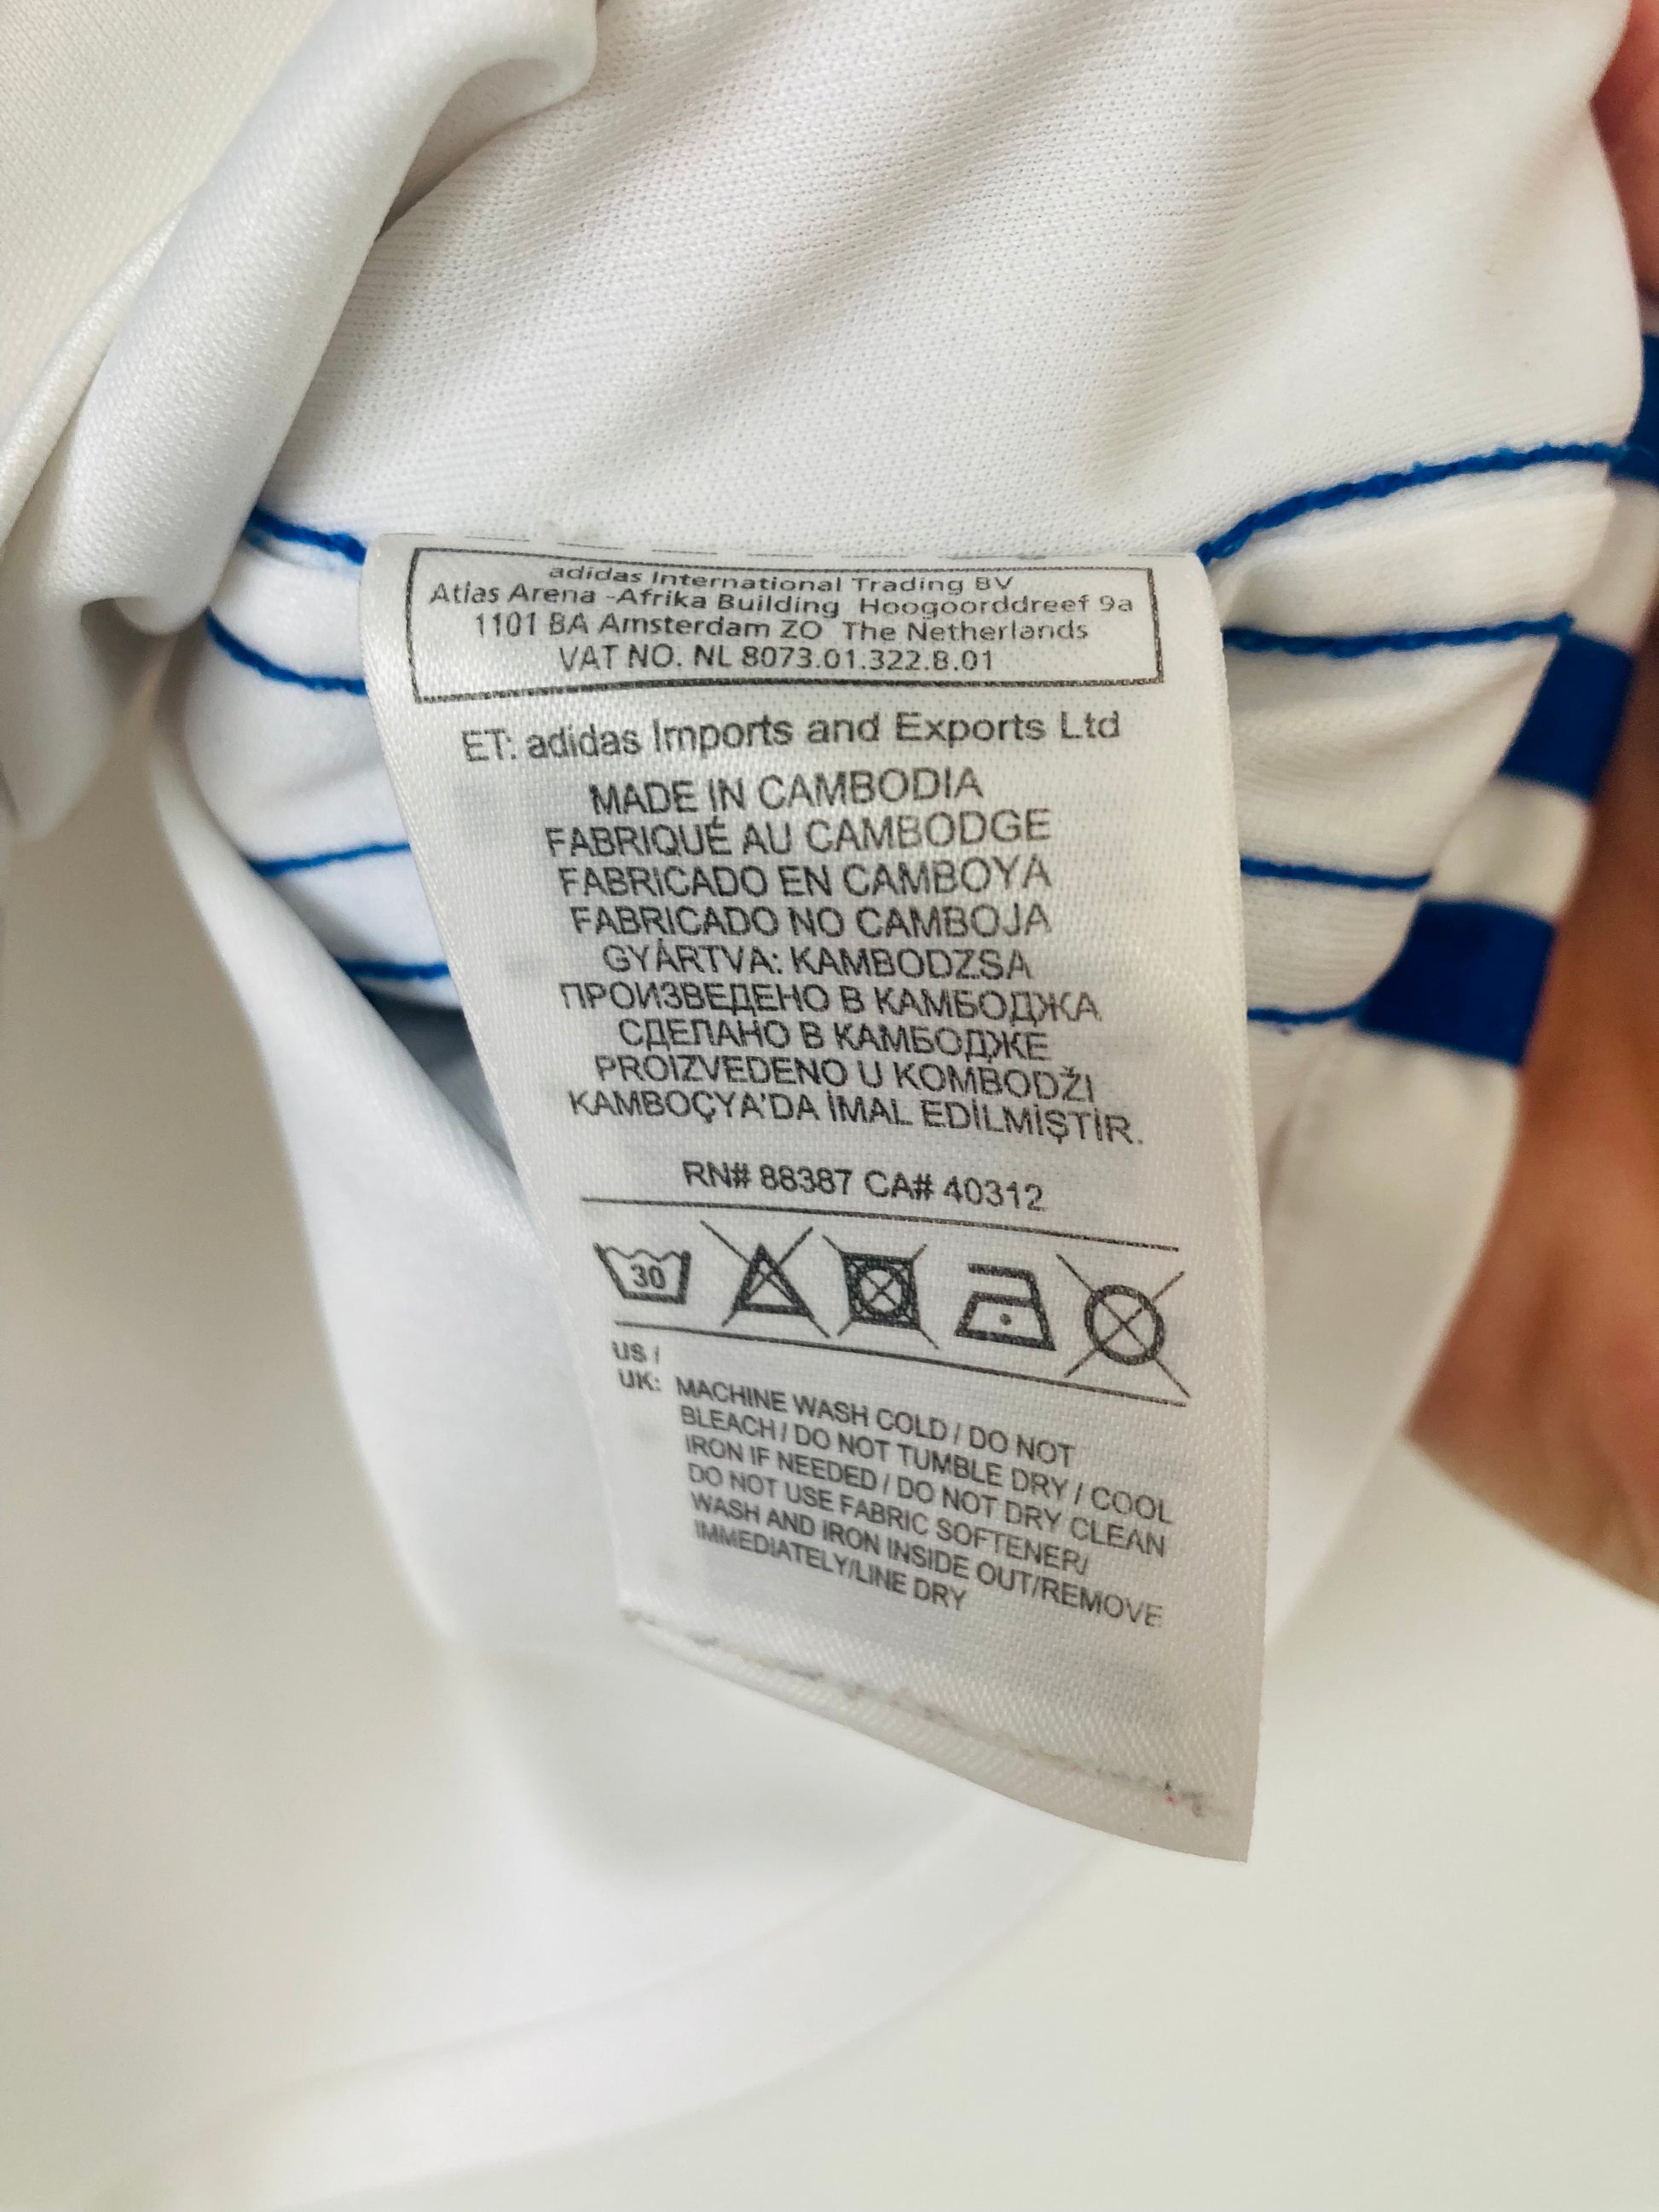 adidas International Trading BV
Atlas Arena -Afrika Building Hoogoorddreef 9a
1101 BA Amsterdam ZO The Netherlands
VAT NO. NL 8073.01.322.B.01
ET: adidas Imports and Exports Ltd
MADE IN CAMBODIA
FABRIQUÉ AU CAMBODGE
FABRICADO EN CAMBOYA
FABRICADO NO CAMBOJA
GYÁRTVA: KAMBODZSA
ПРОИЗВЕДЕНО В КАМБОДЖА
СДЕЛАНО В КАМБОДЖЕ
PROIZVEDENO U KOMBODŽI
KAMBOÇYA'DA İMAL EDİLMİŞTİR.
RN# 88387 CA# 40312
30
US /
UK: MACHINE WASH COLD / DO NOT
BLEACH / DO NOT TUMBLE DRY / COOL
IRON IF NEEDED / DO NOT DRY CLEAN
DO NOT USE FABRIC SOFTENER/
WASH AND IRON INSIDE OUT/REMOVE
IMMEDIATELY/LINE DRY